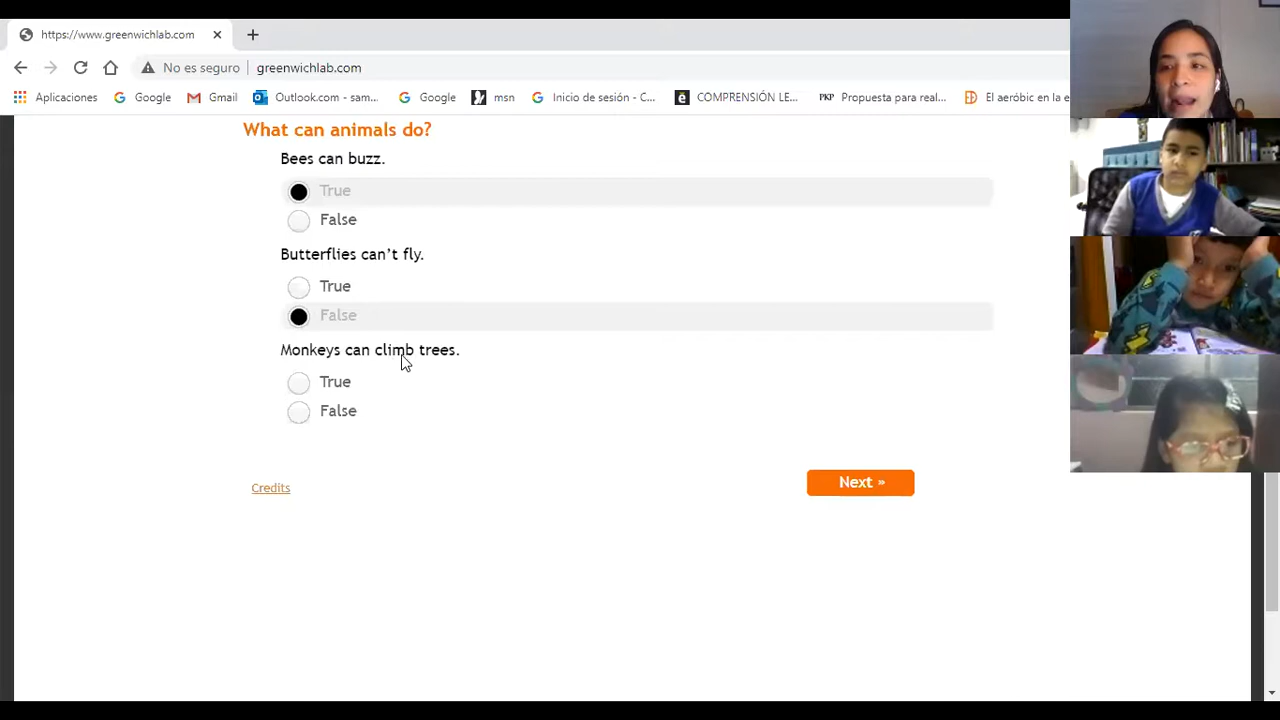 https://www.greenwichlab.com
No es seguro greenwichlab.com
Aplicaciones Google Gmail Outlook.com - sam... Google msn Inicio de sesión - C... COMPRENSIÓN LE... PKP Propuesta para real... El aeróbic en la e
What can animals do?
Bees can buzz.
True
False
Butterflies can't fly.
True
False
Monkeys can climb trees.
True
False
Credits
Next »